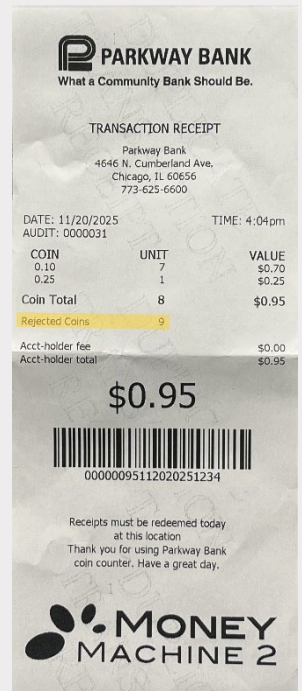 PARKWAY BANK
What a Community Bank Should Be.
TRANSACTION RECEIPT
Parkway Bank
4646 N. Cumberland Ave.
Chicago, IL 60656
773-625-6600
DATE: 11/20/2025 TIME: 4:04pm
AUDIT: 0000031
COIN UNIT VALUE
0.10 7 $0.70
0.25 1 $0.25
Coin Total 8 $0.95
Rejected Coins 9
Acct-holder fee $0.00
Acct-holder total $0.95
$0.95
00000095112020251234
Receipts must be redeemed today
at this location
Thank you for using Parkway Bank
coin counter. Have a great day.
MONEY
MACHINE 2